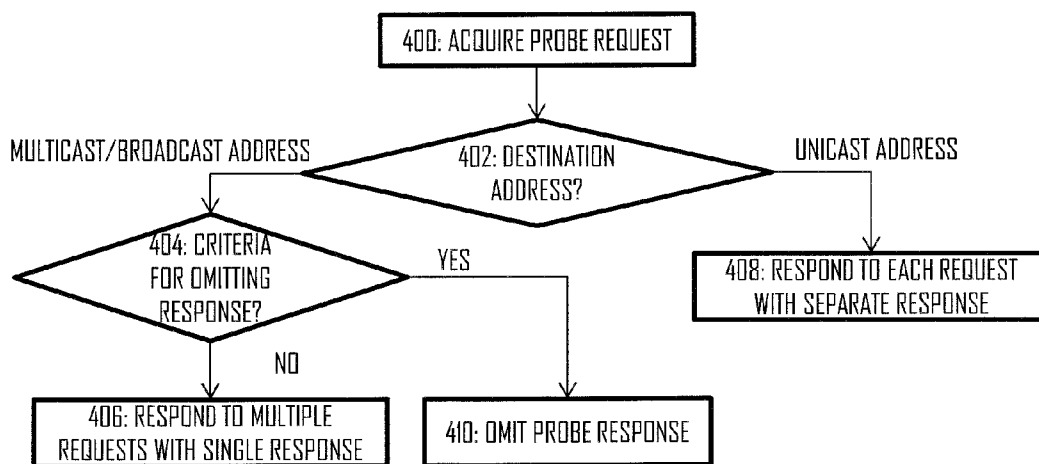 400: ACQUIRE PROBE REQUEST
MULTICAST/BROADCAST ADDRESS
402: DESTINATION
ADDRESS?
UNICAST ADDRESS
404: CRITERIA
FOR OMITTING
RESPONSE?
YES
408: RESPOND TO EACH REQUEST
WITH SEPARATE RESPONSE
NO
406: RESPOND TO MULTIPLE
REQUESTS WITH SINGLE RESPONSE
410: OMIT PROBE RESPONSE